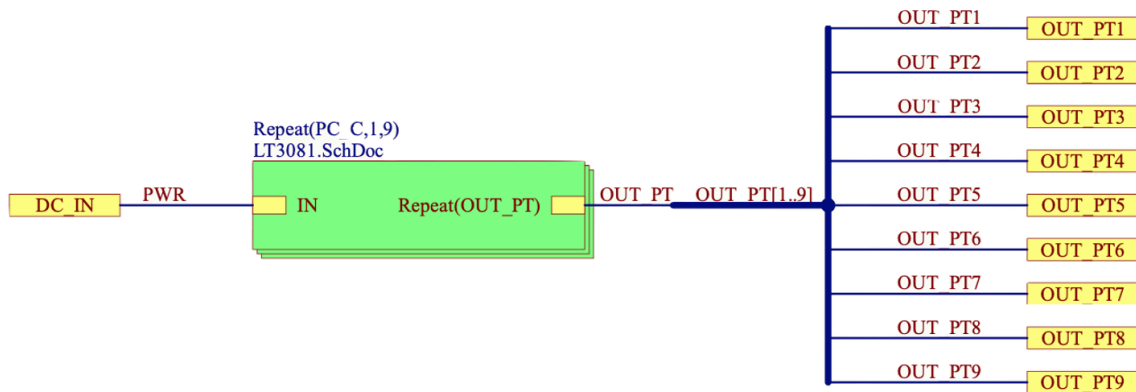 OUT_PT1 OUT_PT1
OUT_PT2 OUT_PT2
OUT_PT3 OUT_PT3
Repeat(PC_C,1,9)
LT3081.SchDoc
OUT_PT4 OUT_PT4
DC_IN PWR IN Repeat(OUT_PT) OUT_PT OUT_PT[1..9] OUT_PT5 OUT_PT5
OUT_PT6 OUT_PT6
OUT_PT7 OUT_PT7
OUT_PT8 OUT_PT8
OUT_PT9 OUT_PT9